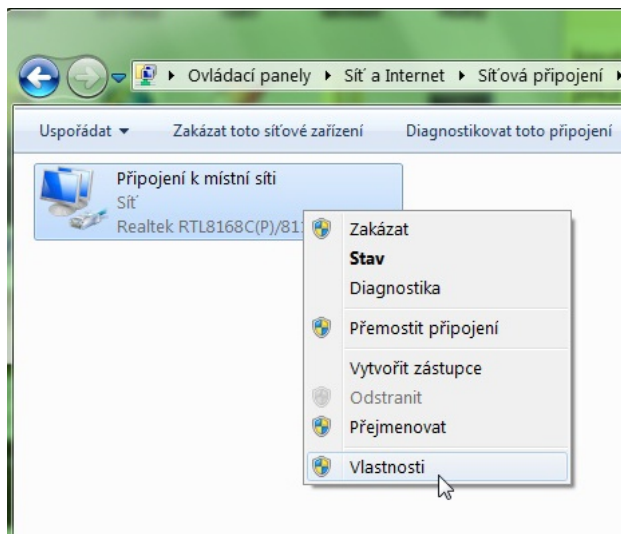 Ovládací panely ▸ Síť a Internet ▸ Síťová připojení ▸
Uspořádat ▾ Zakázat toto síťové zařízení Diagnostikovat toto připojení
Připojení k místní síti
Síť
Realtek RTL8168C(P)/811
Zakázat
Stav
Diagnostika
Přemostit připojení
Vytvořit zástupce
Odstranit
Přejmenovat
Vlastnosti